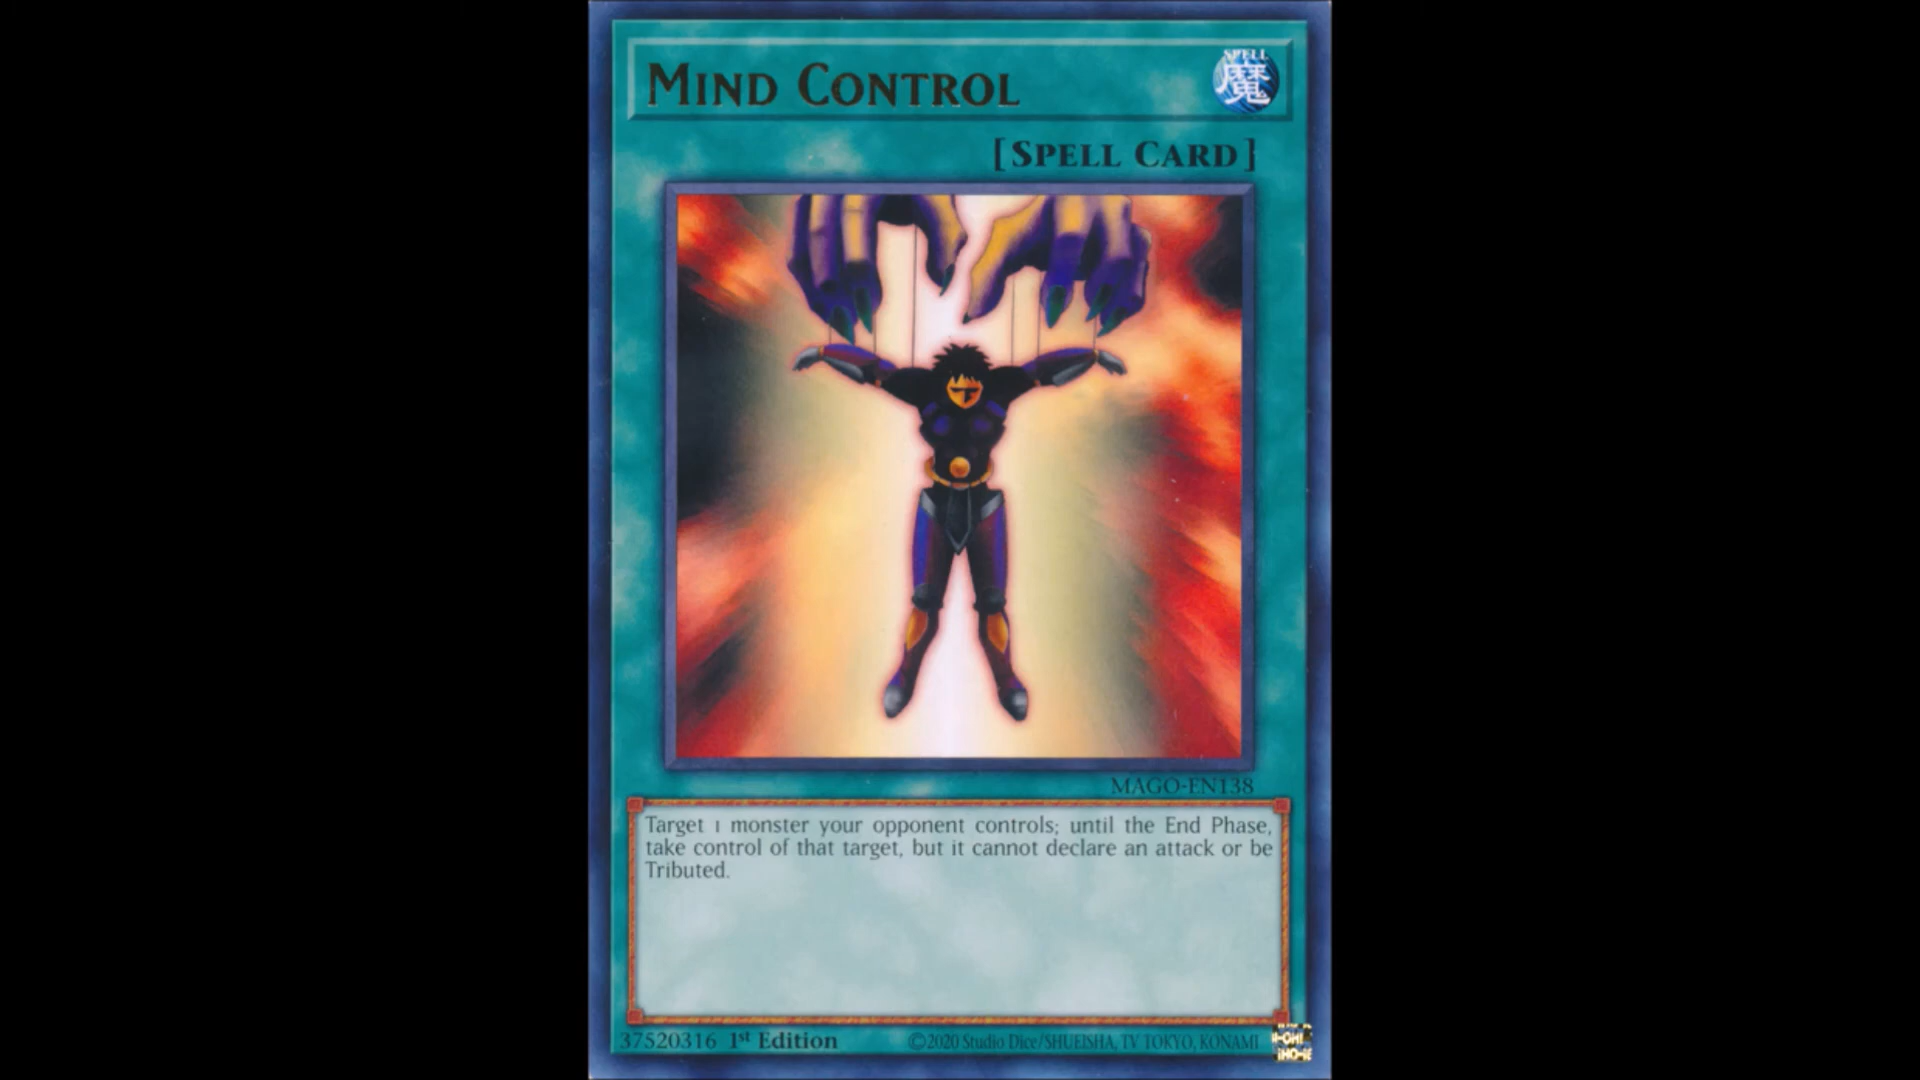 MIND CONTROL
SPELL
魔
[SPELL CARD]
MAGO-EN138
Target 1 monster your opponent controls; until the End Phase,
take control of that target, but it cannot declare an attack or be
Tributed.
37520316 1st Edition
©2020 Studio Dice/SHUEISHA, TV TOKYO, KONAMI